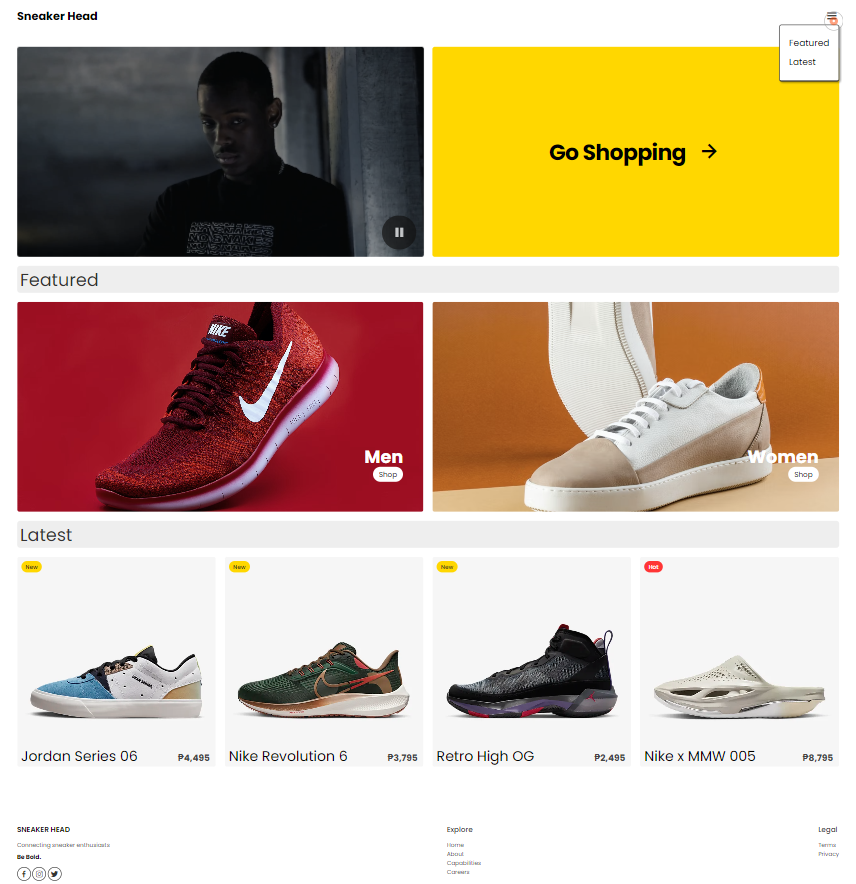 Sneaker Head
Featured
Latest
Go Shopping →
Featured
NIKE
Men
Shop
Women
Shop
Latest
New
New
New
Hot
Jordan Series 06 ₱4,495
Nike Revolution 6 ₱3,795
Retro High OG ₱2,495
Nike x MMW 005 ₱8,795
SNEAKER HEAD
Connecting sneaker enthusiasts
Be Bold.
Explore
Home
About
Capabilities
Careers
Legal
Terms
Privacy